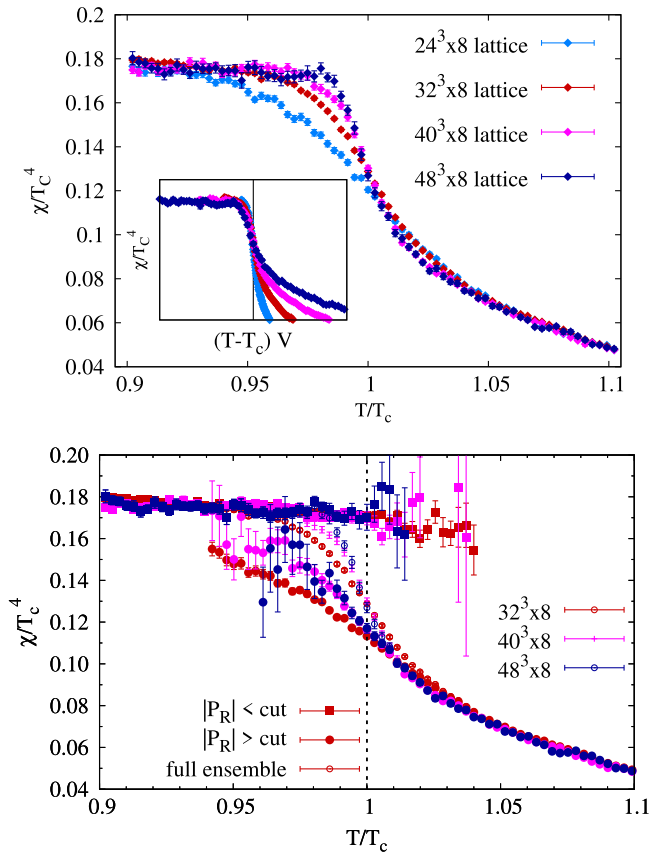 0.18
0.16
0.14
0.12
0.1
0.08
0.06
0.04
χ/T_C^4
24^3x8 lattice
32^3x8 lattice
40^3x8 lattice
48^3x8 lattice
χ/T_C^4
(T-T_c) V
0.9
0.95
1
1.05
1.1
T/T_c
0.20
0.18
0.16
0.14
0.12
0.10
0.08
0.06
0.04
χ/T_c^4
32^3x8
40^3x8
48^3x8
|P_R| < cut
|P_R| > cut
full ensemble
0.9
0.95
1
1.05
1.1
T/T_c